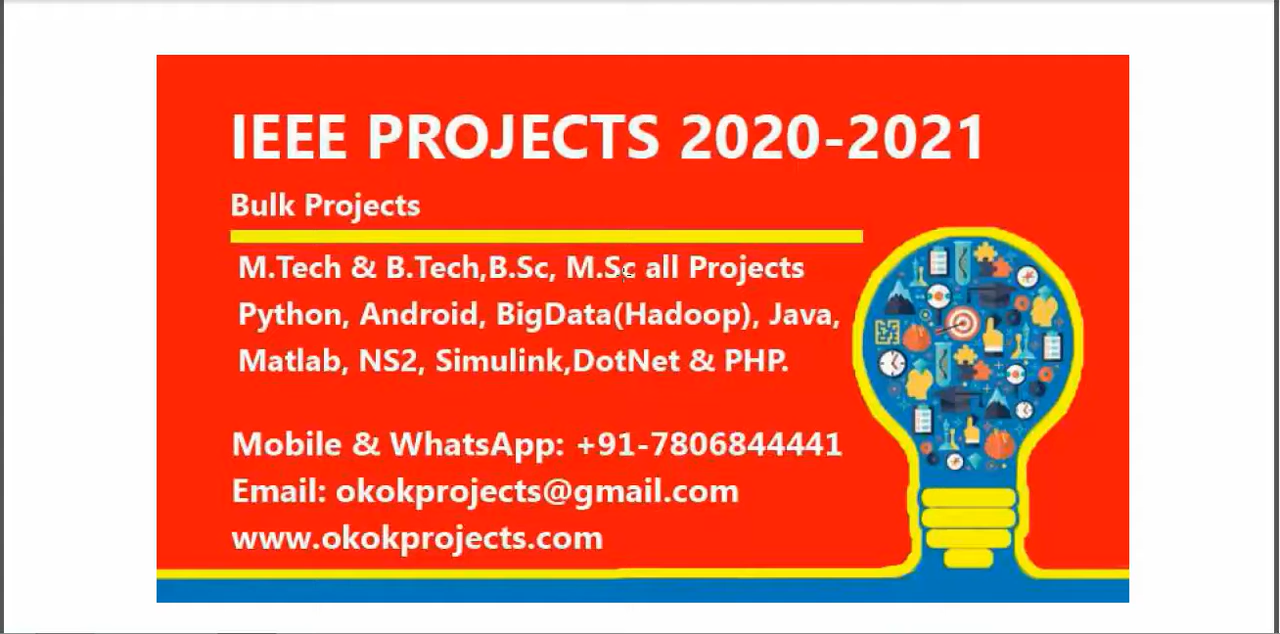 IEEE PROJECTS 2020-2021
Bulk Projects
M.Tech & B.Tech,B.Sc, M.Sc all Projects
Python, Android, BigData(Hadoop), Java,
Matlab, NS2, Simulink,DotNet & PHP.
Mobile & WhatsApp: +91-7806844441
Email: okokprojects@gmail.com
www.okokprojects.com